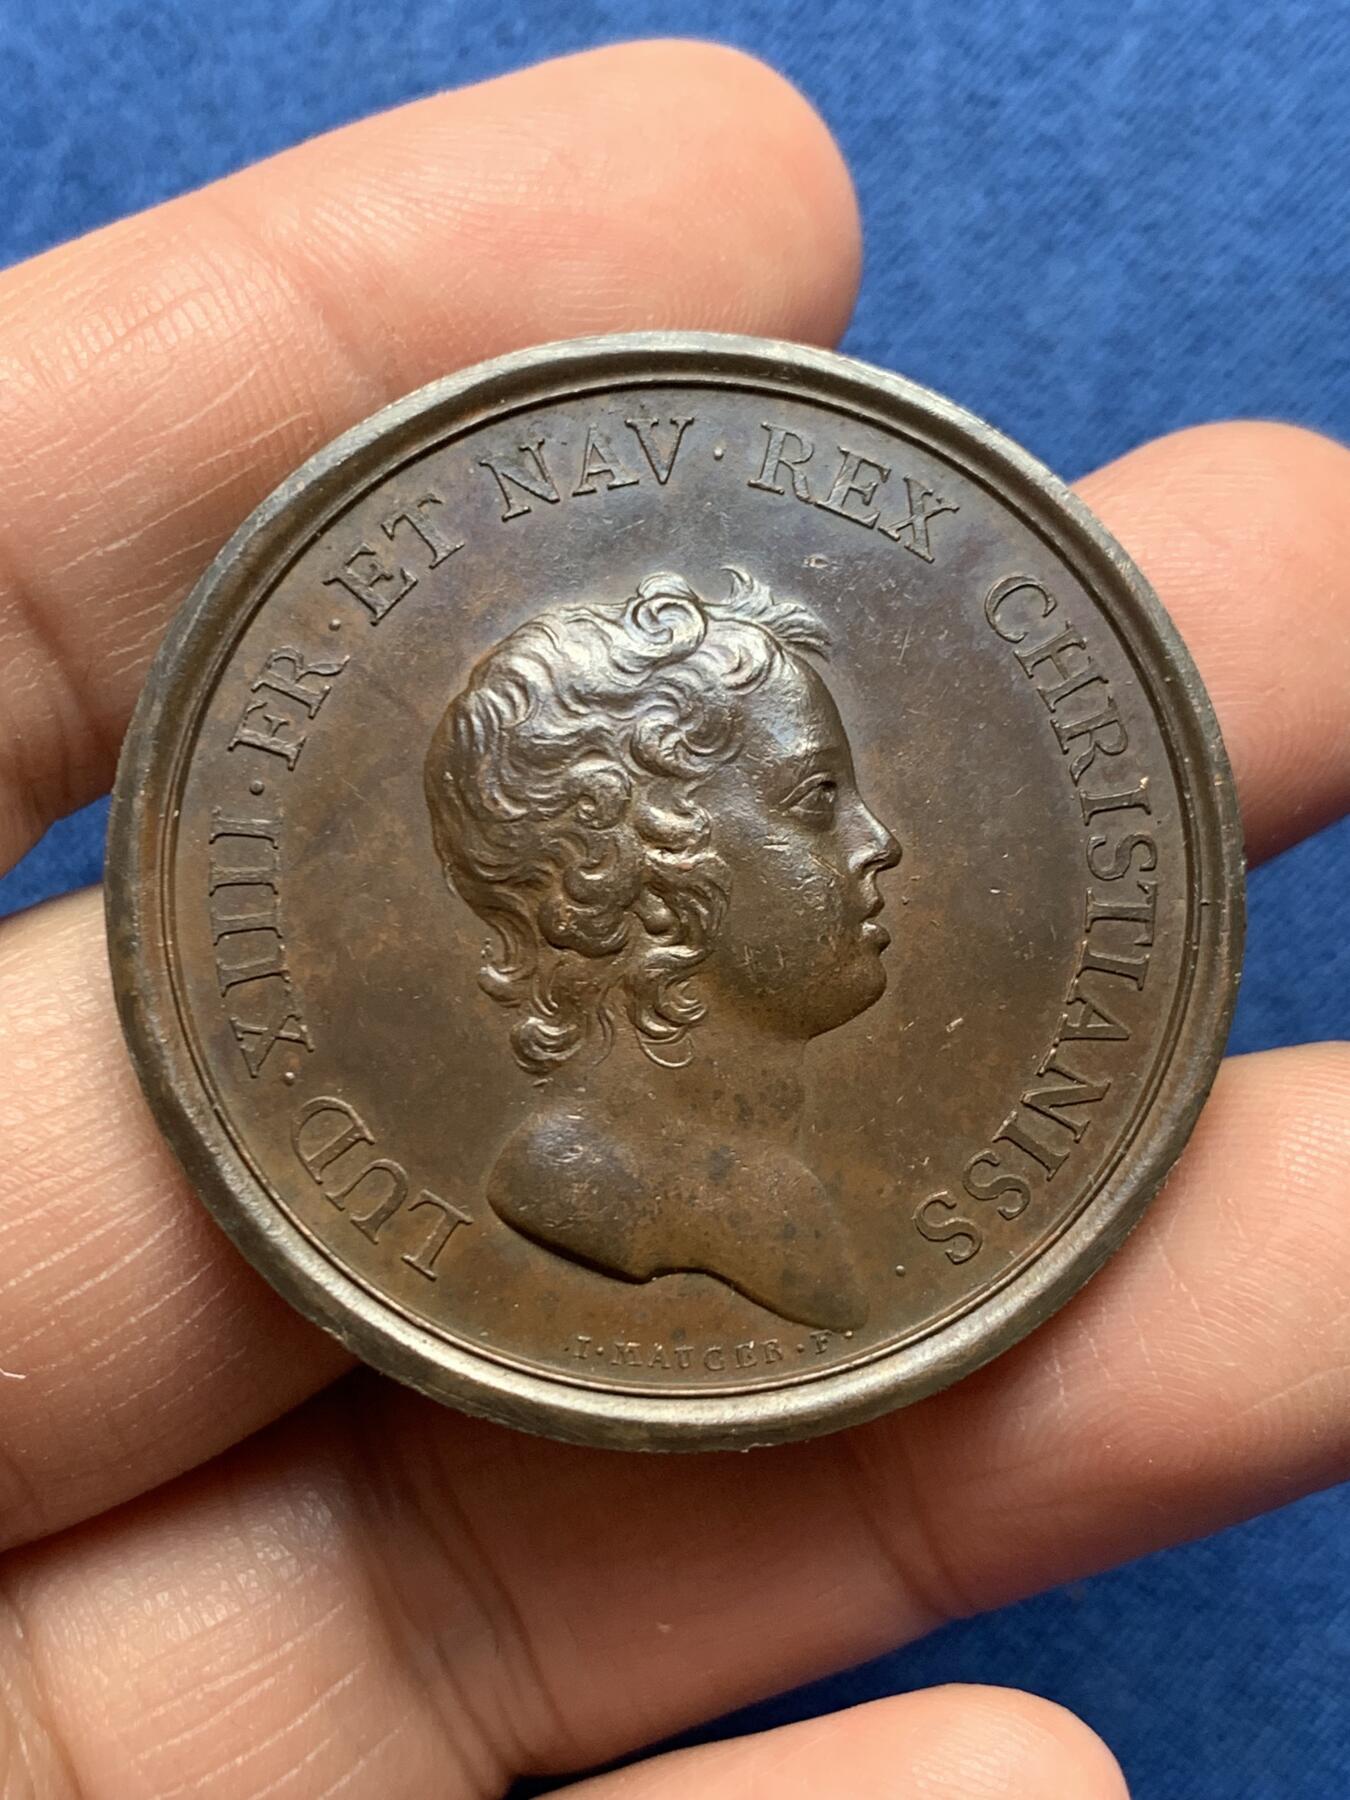 LUD · XIIII · FR · ET NAV · REX CHRISTIANISS ·
· I · MAUGER · F ·